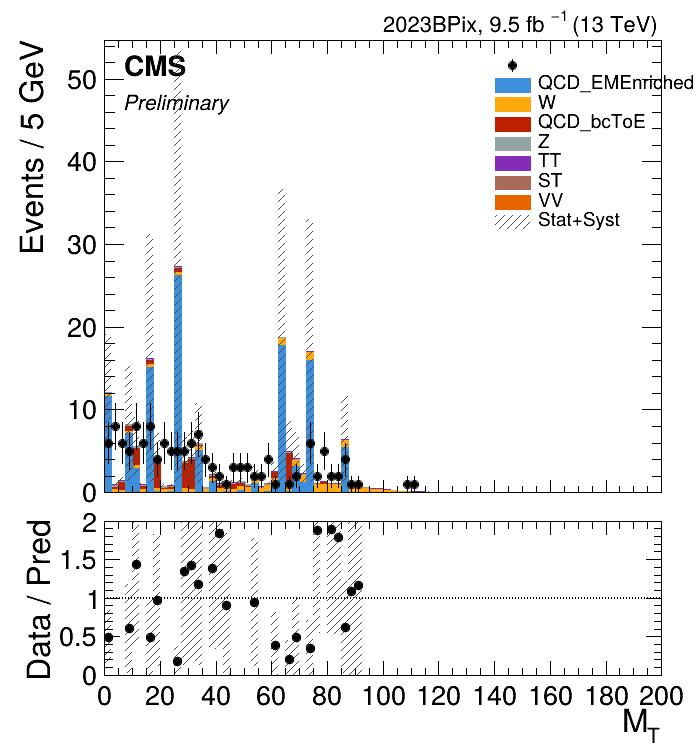 2023BPix, 9.5 fb⁻¹ (13 TeV)
CMS
Preliminary
QCD_EMEnriched
W
QCD_bcToE
Z
TT
ST
VV
Stat+Syst
Events / 5 GeV
50
40
30
20
10
0
Data / Pred
2
1.5
1
0.5
0
0 20 40 60 80 100 120 140 160 180 200
M_T